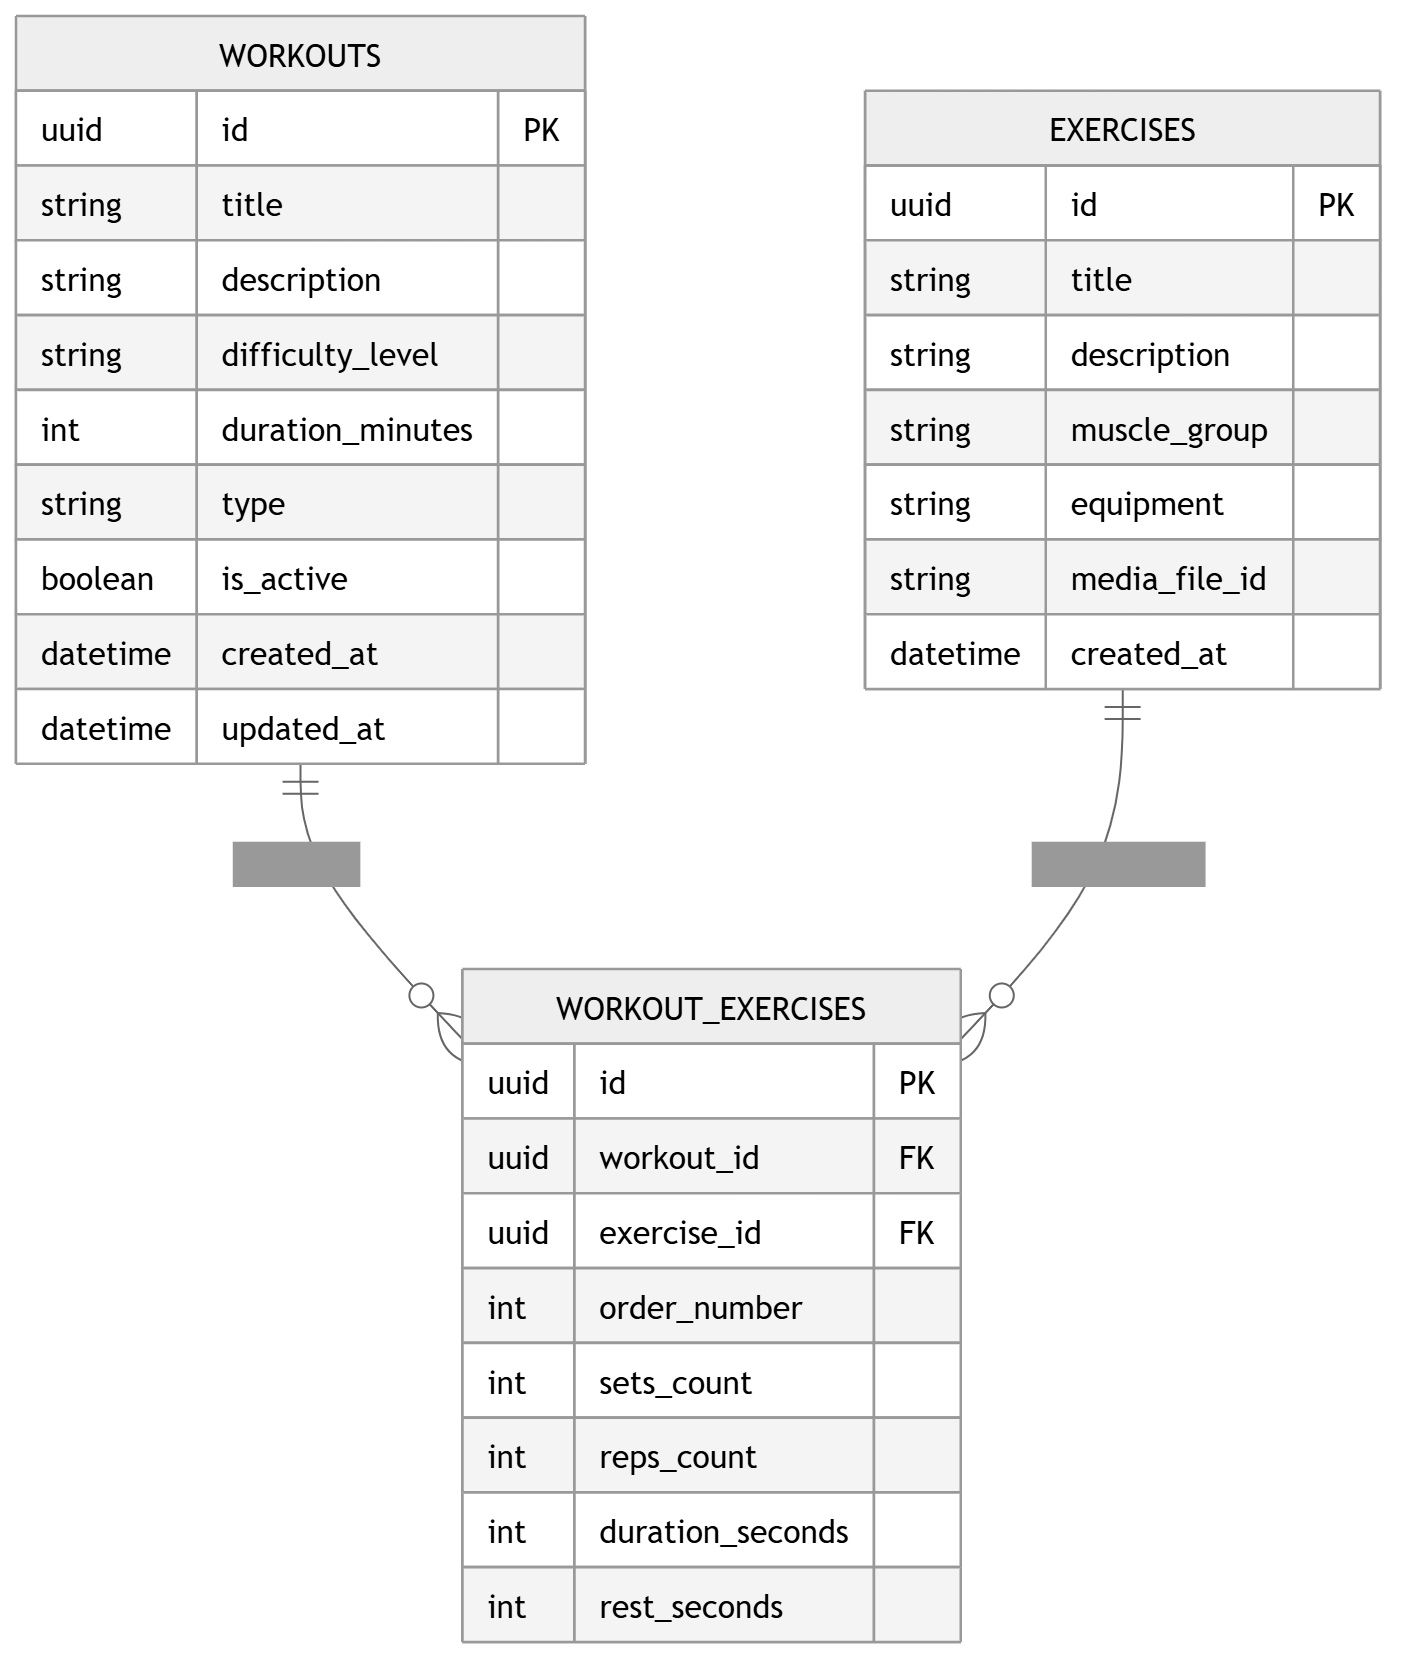 WORKOUTS
uuid id PK
string title
string description
string difficulty_level
int duration_minutes
string type
boolean is_active
datetime created_at
datetime updated_at
EXERCISES
uuid id PK
string title
string description
string muscle_group
string equipment
string media_file_id
datetime created_at
WORKOUT_EXERCISES
uuid id PK
uuid workout_id FK
uuid exercise_id FK
int order_number
int sets_count
int reps_count
int duration_seconds
int rest_seconds